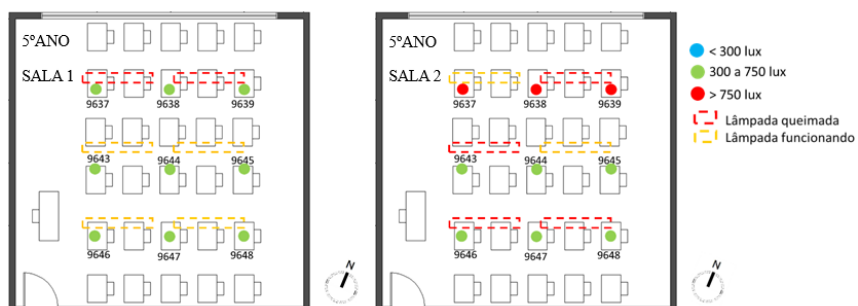 5ºANO
SALA 1
9637 9638 9639
9643 9644 9645
9646 9647 9648
N
5ºANO
SALA 2
9637 9638 9639
9643 9644 9645
9646 9647 9648
N
< 300 lux
300 a 750 lux
> 750 lux
Lâmpada queimada
Lâmpada funcionando